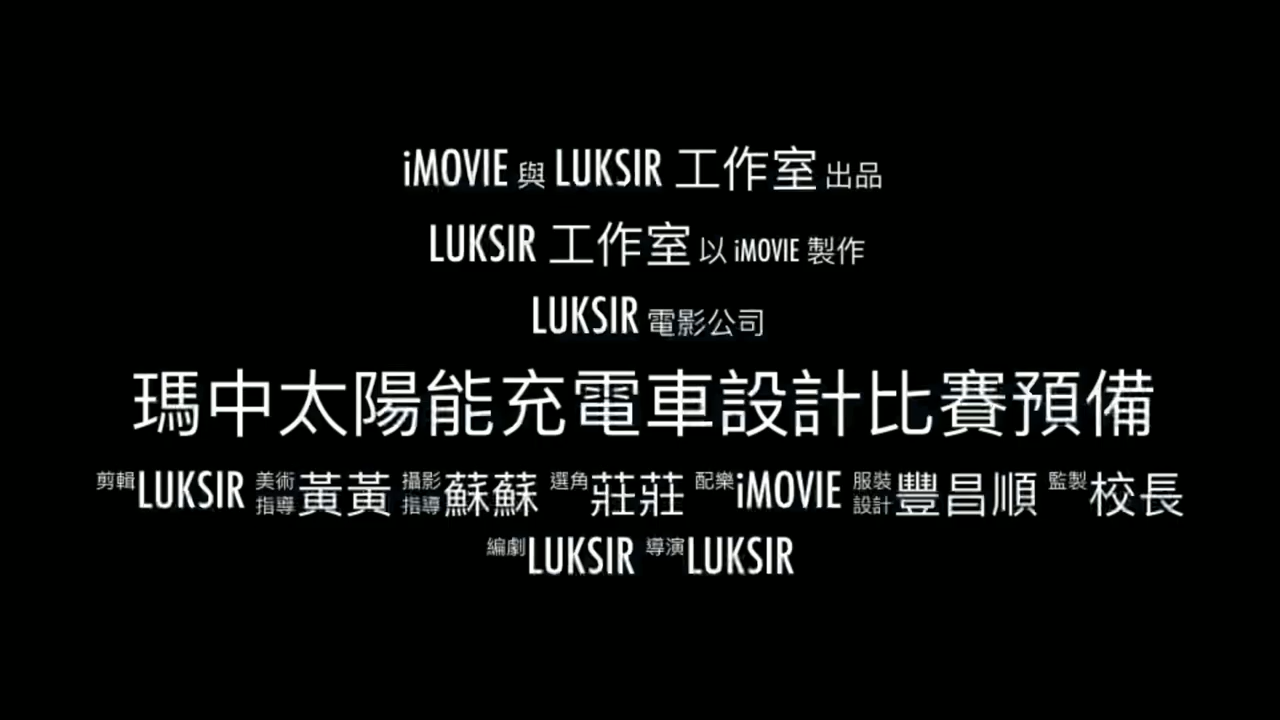 iMOVIE 與 LUKSIR 工作室 出品
LUKSIR 工作室 以 iMOVIE 製作
LUKSIR 電影公司
瑪中太陽能充電車設計比賽預備
剪輯 LUKSIR 美術指導 黃黃 攝影指導 蘇蘇 選角 莊莊 配樂 iMOVIE 服裝設計 豐昌順 監製 校長
編劇 LUKSIR 導演 LUKSIR